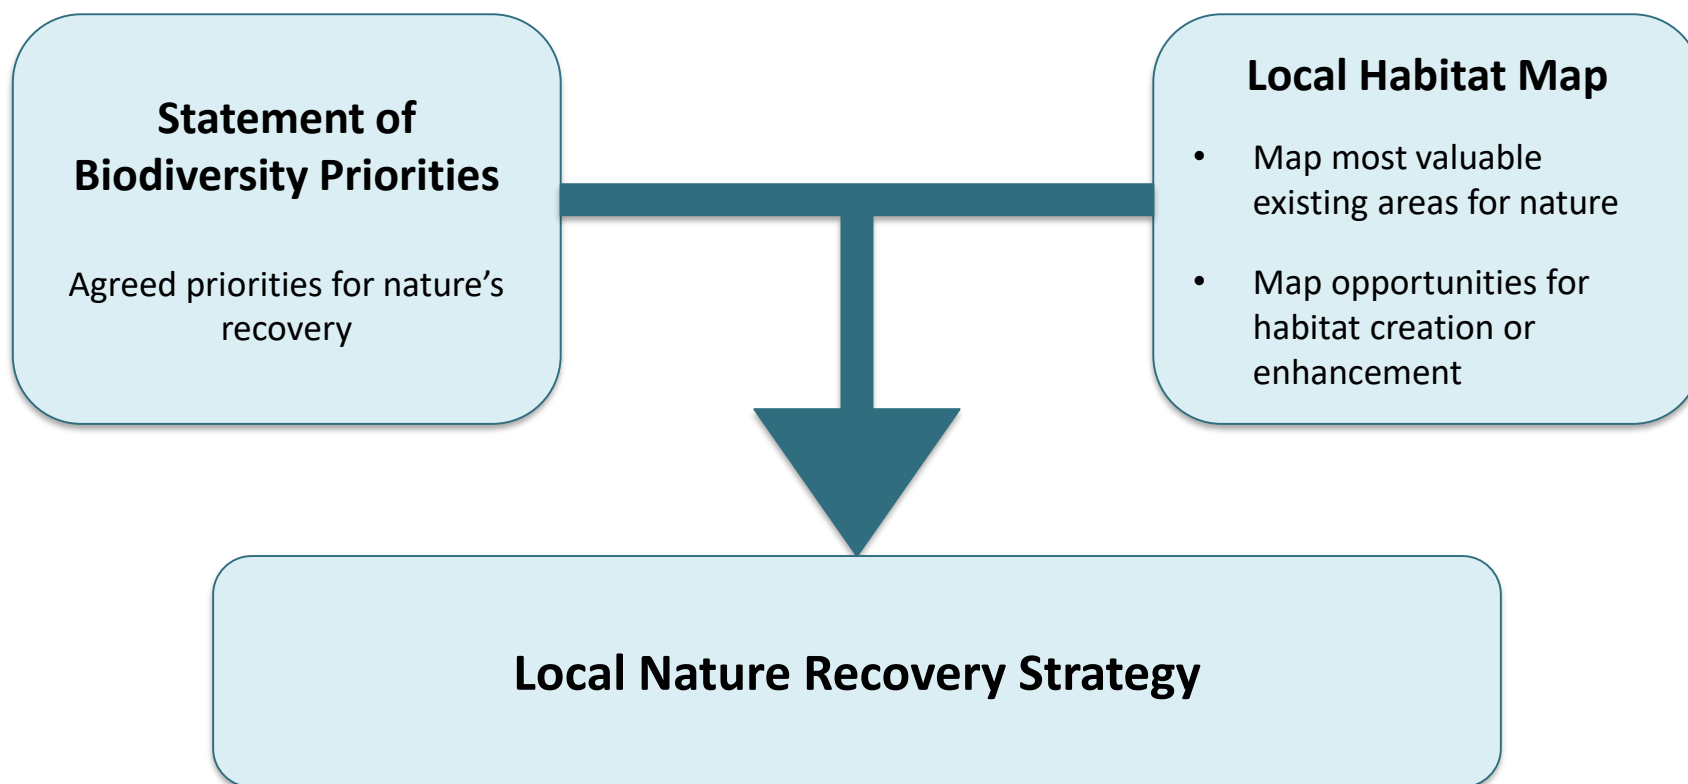 Statement of
Biodiversity Priorities
Agreed priorities for nature’s
recovery
Local Habitat Map
• Map most valuable
existing areas for nature
• Map opportunities for
habitat creation or
enhancement
Local Nature Recovery Strategy